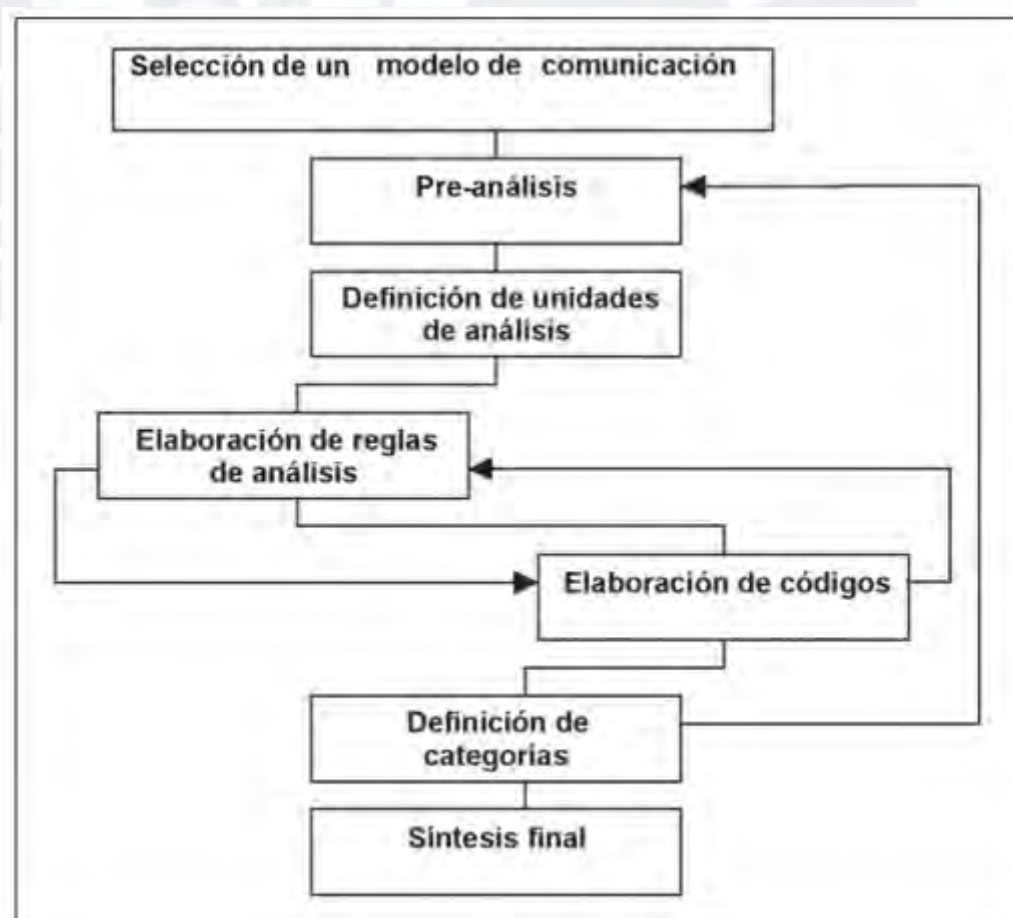 Selección de un modelo de comunicación
Pre-análisis
Definición de unidades
de análisis
Elaboración de reglas
de análisis
Elaboración de códigos
Definición de
categorias
Síntesis final